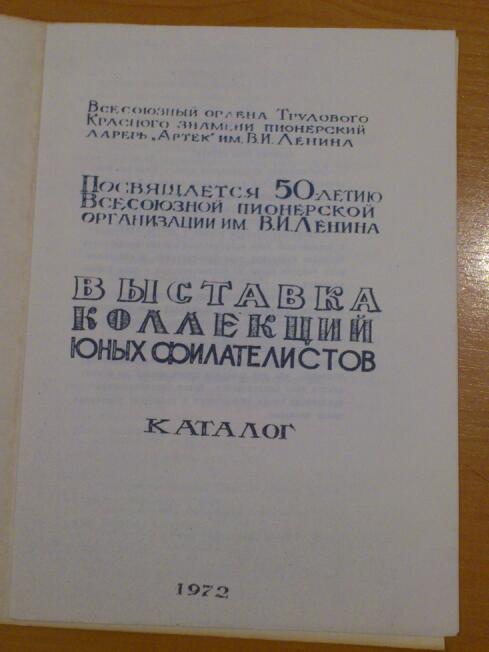 Всесоюзный ордена Трудового
Красного знамени пионерский
лагерь „Артек" им. В.И. Ленина
Посвящается 50-летию
Всесоюзной пионерской
организации им. В.И. Ленина
ВЫСТАВКА
КОЛЛЕКЦИЙ
ЮНЫХ ФИЛАТЕЛИСТОВ
КАТАЛОГ
1972